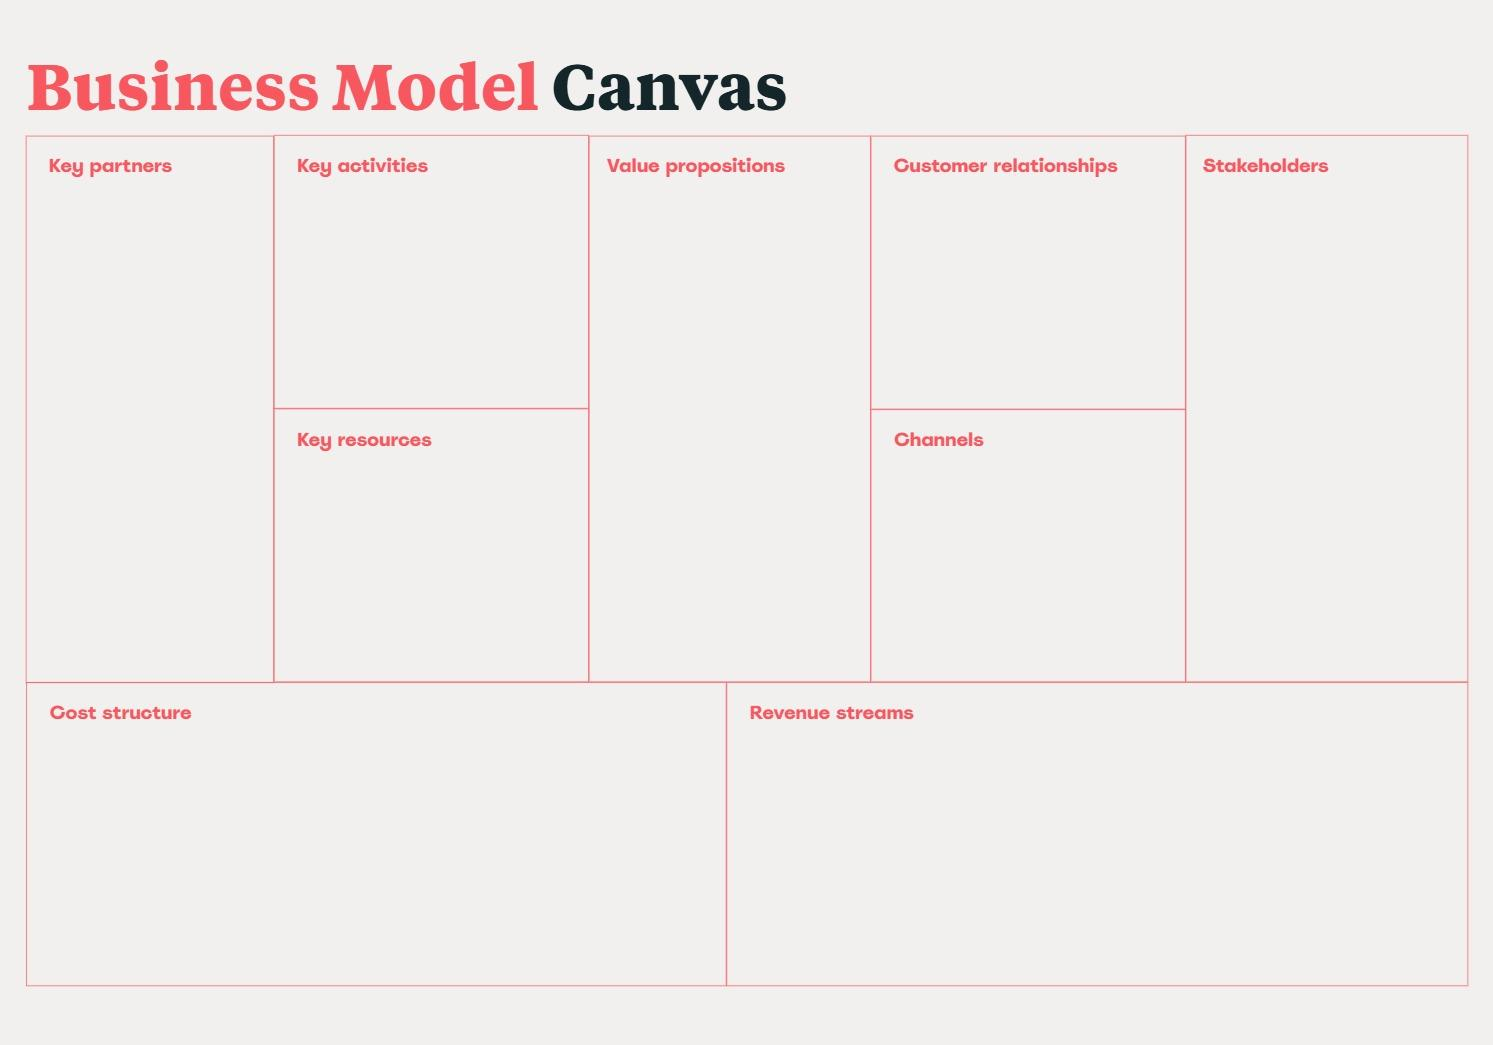 Business Model Canvas
Key partners
Key activities
Value propositions
Customer relationships
Stakeholders
Key resources
Channels
Cost structure
Revenue streams